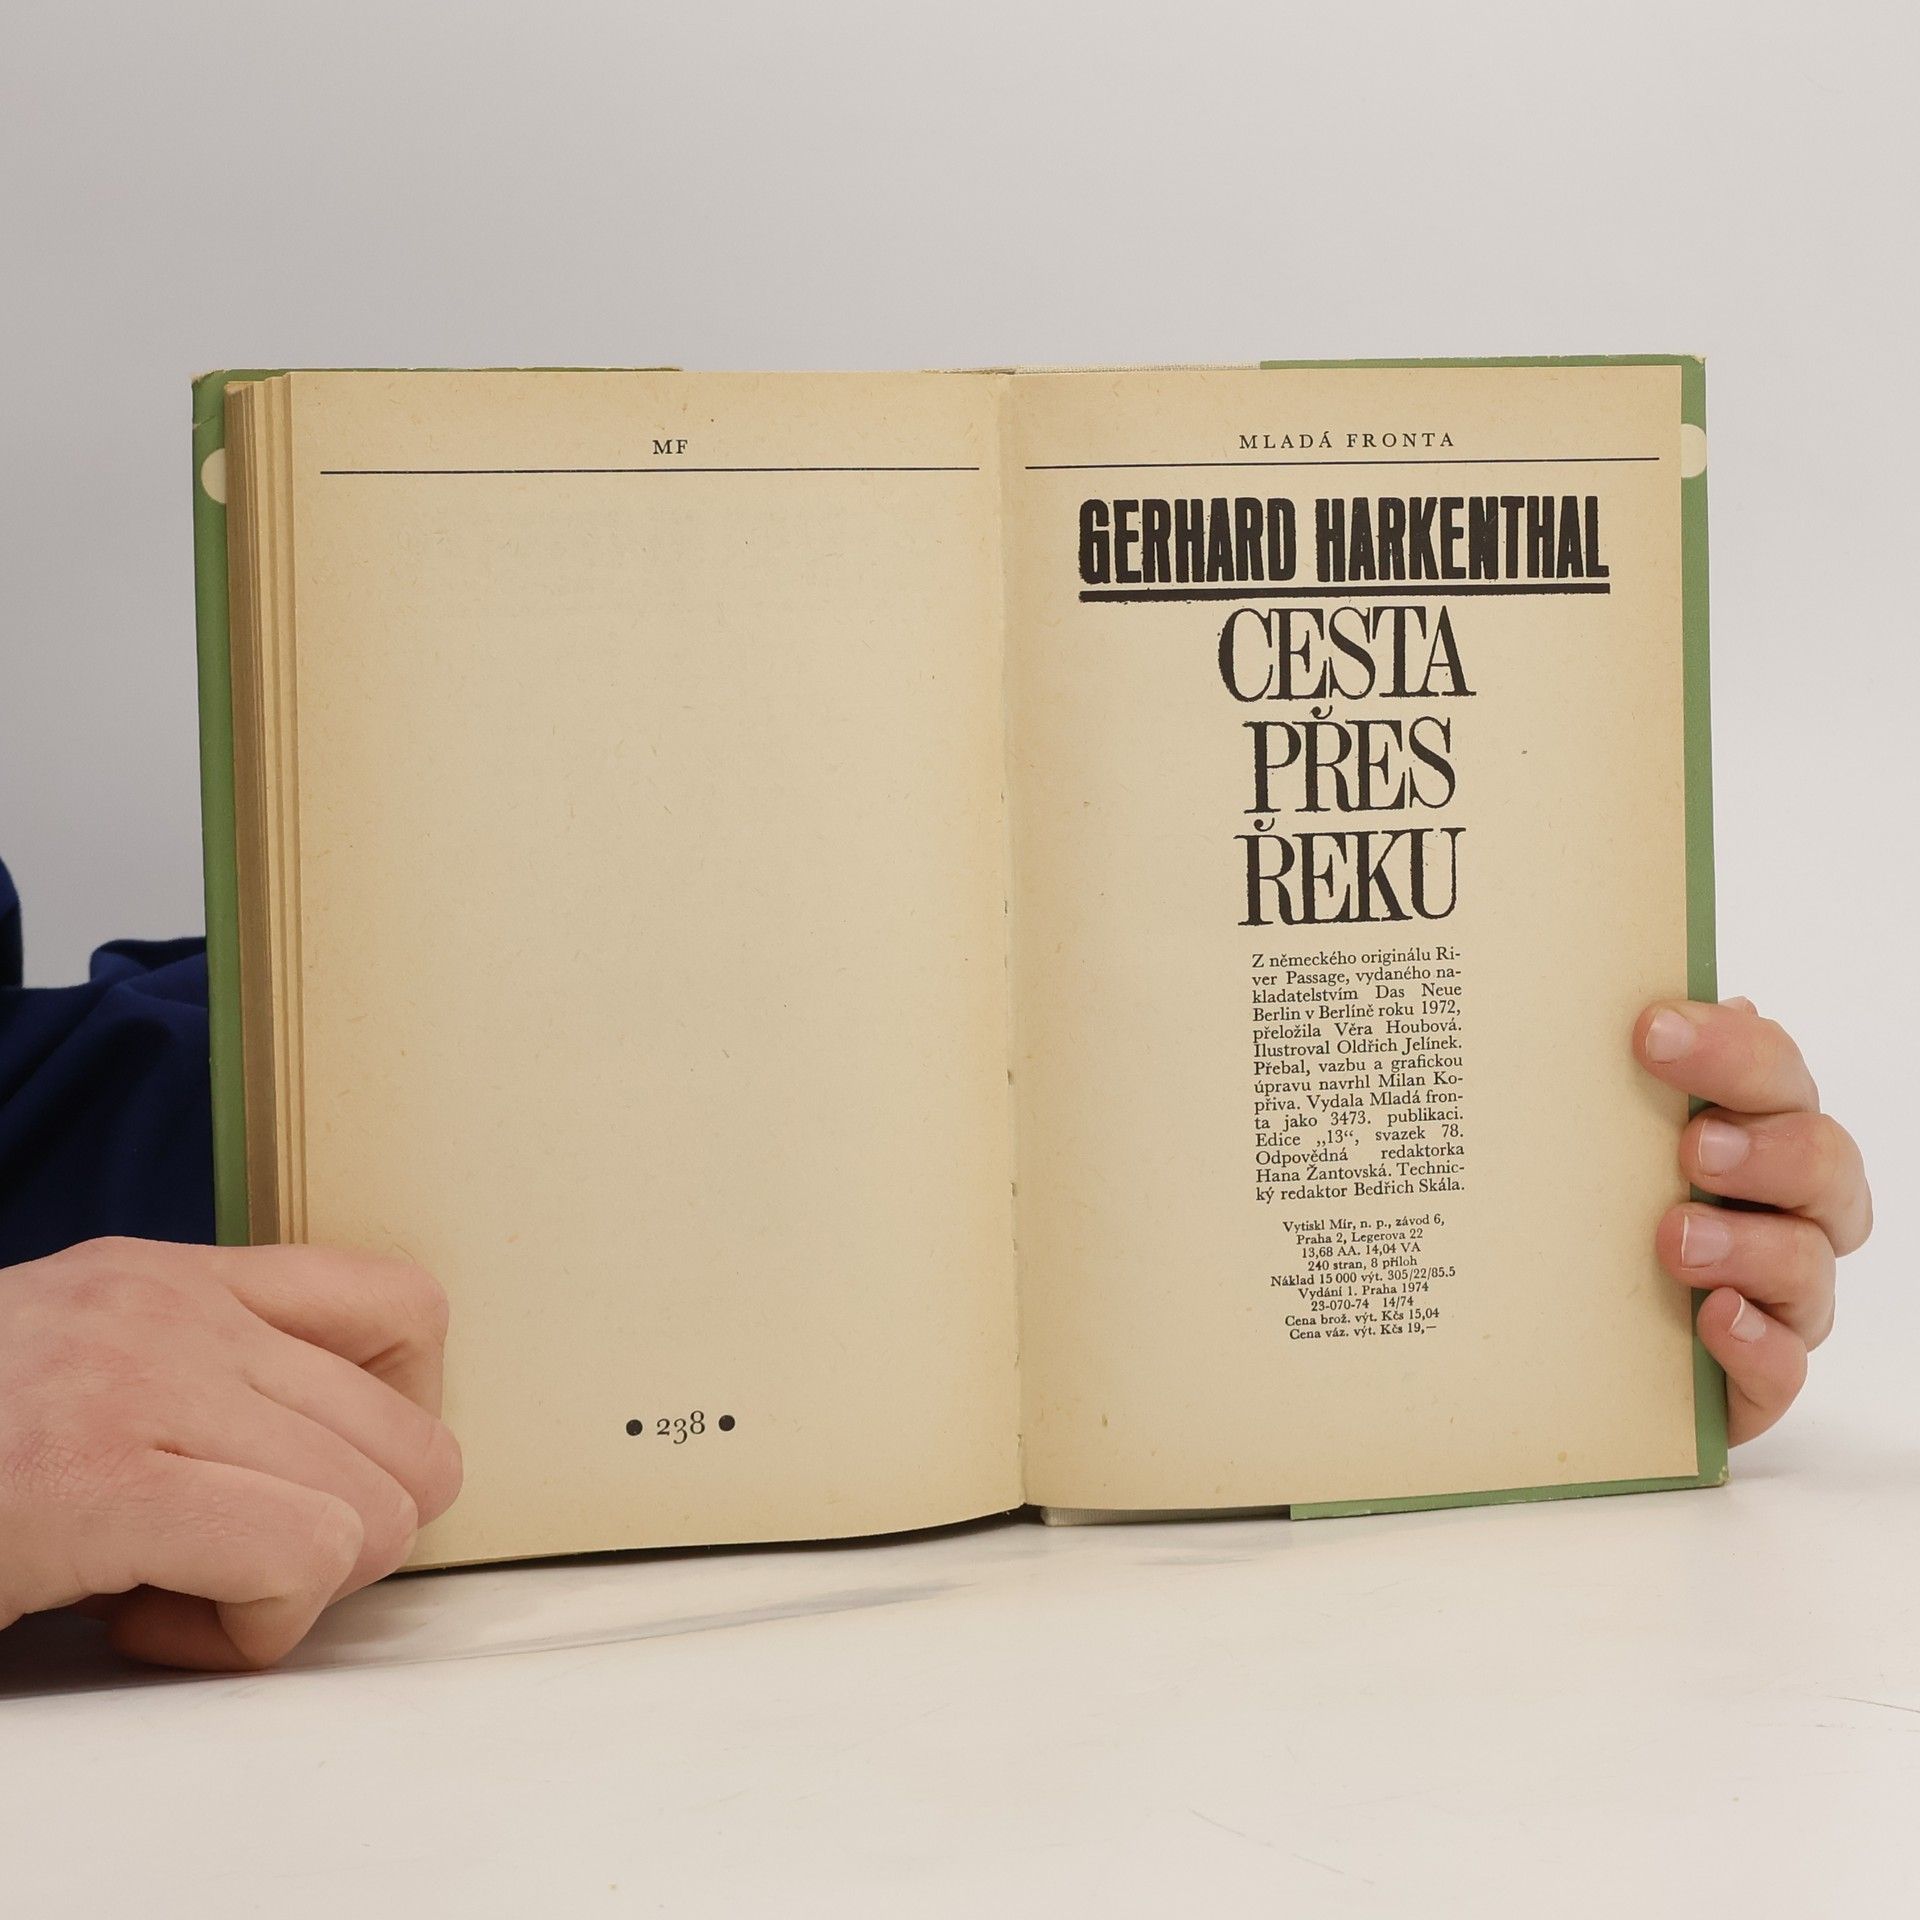 MF
● 238 ●
MLADÁ FRONTA
GERHARD HARKENTHAL
CESTA
PŘES
ŘEKU
Z německého originálu Ri-
ver Passage, vydaného na-
kladatelstvím Das Neue
Berlin v Berlíně roku 1972,
přeložila Věra Houbová.
Ilustroval Oldřich Jelínek.
Přebal, vazbu a grafickou
úpravu navrhl Milan Ko-
přiva. Vydala Mladá fron-
ta jako 3473. publikaci.
Edice „13“, svazek 78.
Odpovědná redaktorka
Hana Žantovská. Technic-
ký redaktor Bedřich Skála.
Vytiskl Mír, n. p., závod 6,
Praha 2, Legerova 22
13,68 AA. 14,04 VA
240 stran, 8 příloh
Náklad 15 000 výt. 305/22/85.5
Vydání 1. Praha 1974
23-070-74 14/74
Cena brož. výt. Kčs 15,04
Cena váz. výt. Kčs 19,—